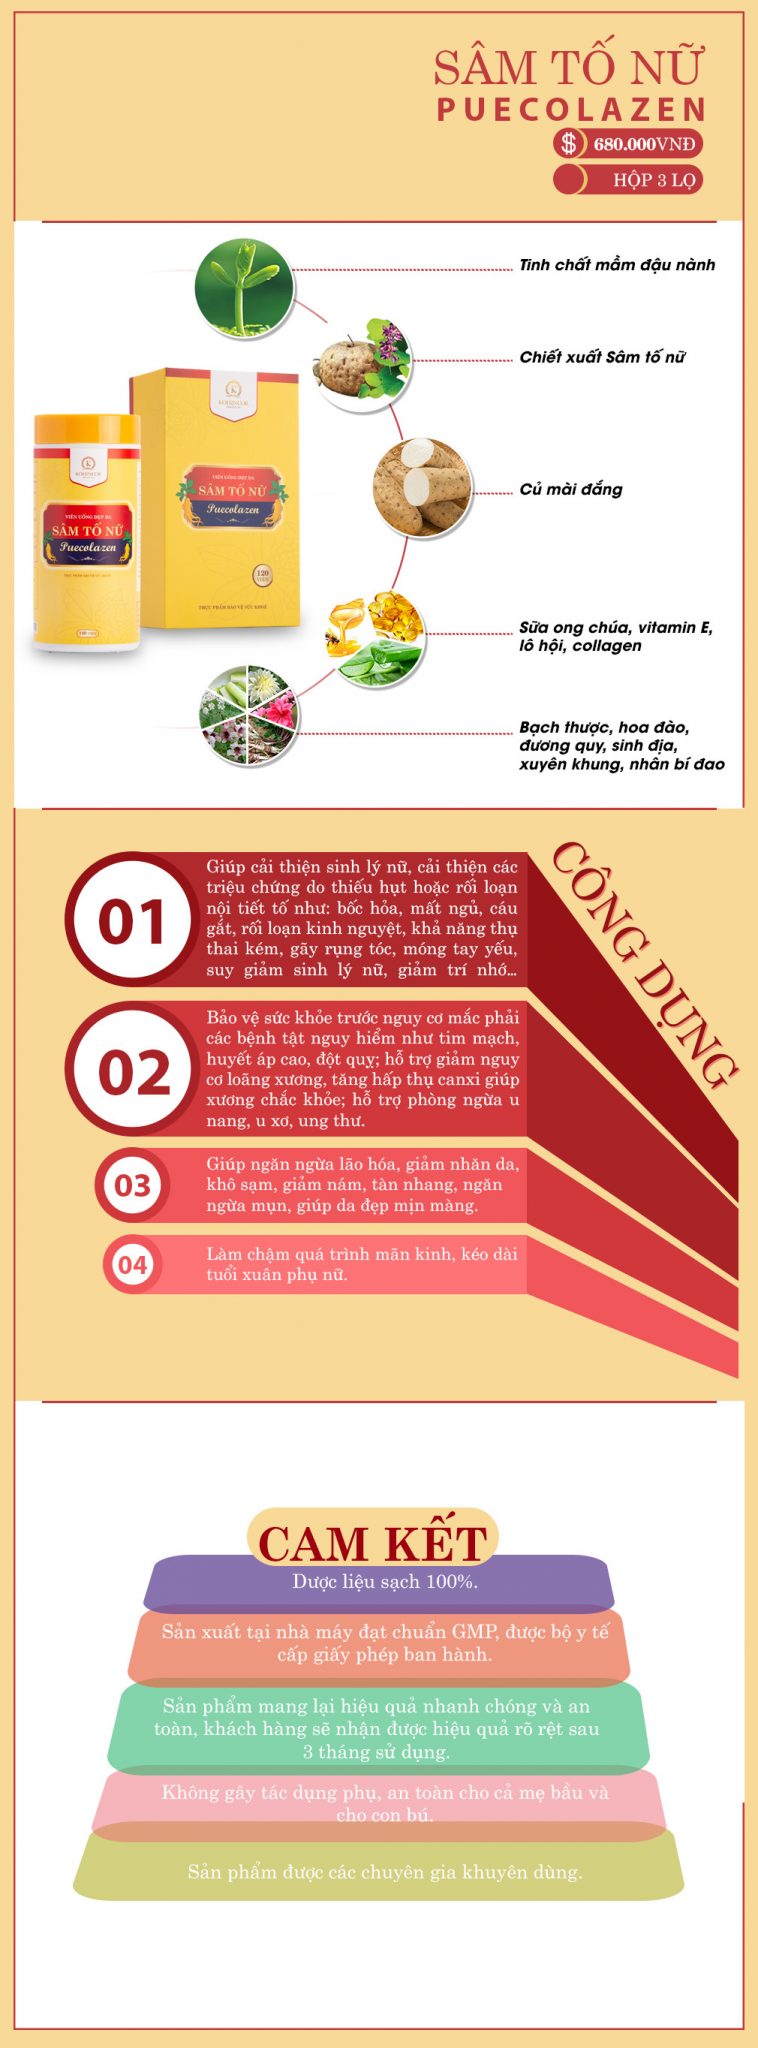 SÂM TỐ NỮ
PUECOLAZEN
$ 680.000VNĐ
HỘP 3 LỌ
Tinh chất mầm đậu nành
Chiết xuất Sâm tố nữ
Củ mài đắng
Sữa ong chúa, vitamin E,
lô hội, collagen
Bạch thược, hoa đào,
đương quy, sinh địa,
xuyên khung, nhân bí đao
K
KOHINUR
VIÊN UỐNG ĐẸP DA
SÂM TỐ NỮ
Puecolazen
120
VIÊN
THỰC PHẨM BẢO VỆ SỨC KHOẺ
K
VIÊN UỐNG ĐẸP DA
SÂM TỐ NỮ
Puecolazen
THỰC PHẨM BẢO VỆ SỨC KHOẺ
CÔNG DỤNG
01
Giúp cải thiện sinh lý nữ, cải thiện các
triệu chứng do thiếu hụt hoặc rối loạn
nội tiết tố như: bốc hỏa, mất ngủ, cáu
gắt, rối loạn kinh nguyệt, khả năng thụ
thai kém, gãy rụng tóc, móng tay yếu,
suy giảm sinh lý nữ, giảm trí nhớ...
02
Bảo vệ sức khỏe trước nguy cơ mắc phải
các bệnh tật nguy hiểm như tim mạch,
huyết áp cao, đột quỵ; hỗ trợ giảm nguy
cơ loãng xương, tăng hấp thụ canxi giúp
xương chắc khỏe; hỗ trợ phòng ngừa u
nang, u xơ, ung thư.
03
Giúp ngăn ngừa lão hóa, giảm nhăn da,
khô sạm, giảm nám, tàn nhang, ngăn
ngừa mụn, giúp da đẹp mịn màng.
04
Làm chậm quá trình mãn kinh, kéo dài
tuổi xuân phụ nữ.
CAM KẾT
Dược liệu sạch 100%.
Sản xuất tại nhà máy đạt chuẩn GMP, được bộ y tế
cấp giấy phép ban hành.
Sản phẩm mang lại hiệu quả nhanh chóng và an
toàn, khách hàng sẽ nhận được hiệu quả rõ rệt sau
3 tháng sử dụng.
Không gây tác dụng phụ, an toàn cho cả mẹ bầu và
cho con bú.
Sản phẩm được các chuyên gia khuyên dùng.